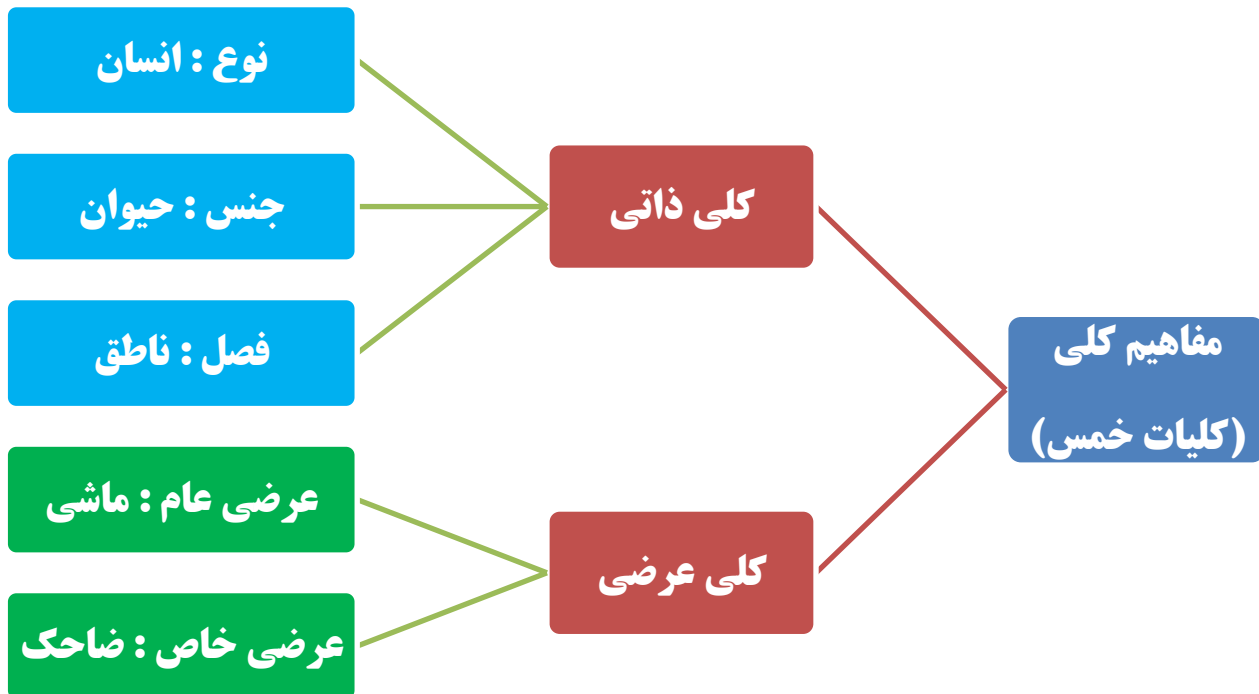 مفاهیم کلی
(کلیات خمس)
کلی ذاتی
نوع : انسان
جنس : حیوان
فصل : ناطق
کلی عرضی
عرضی عام : ماشی
عرضی خاص : ضاحک